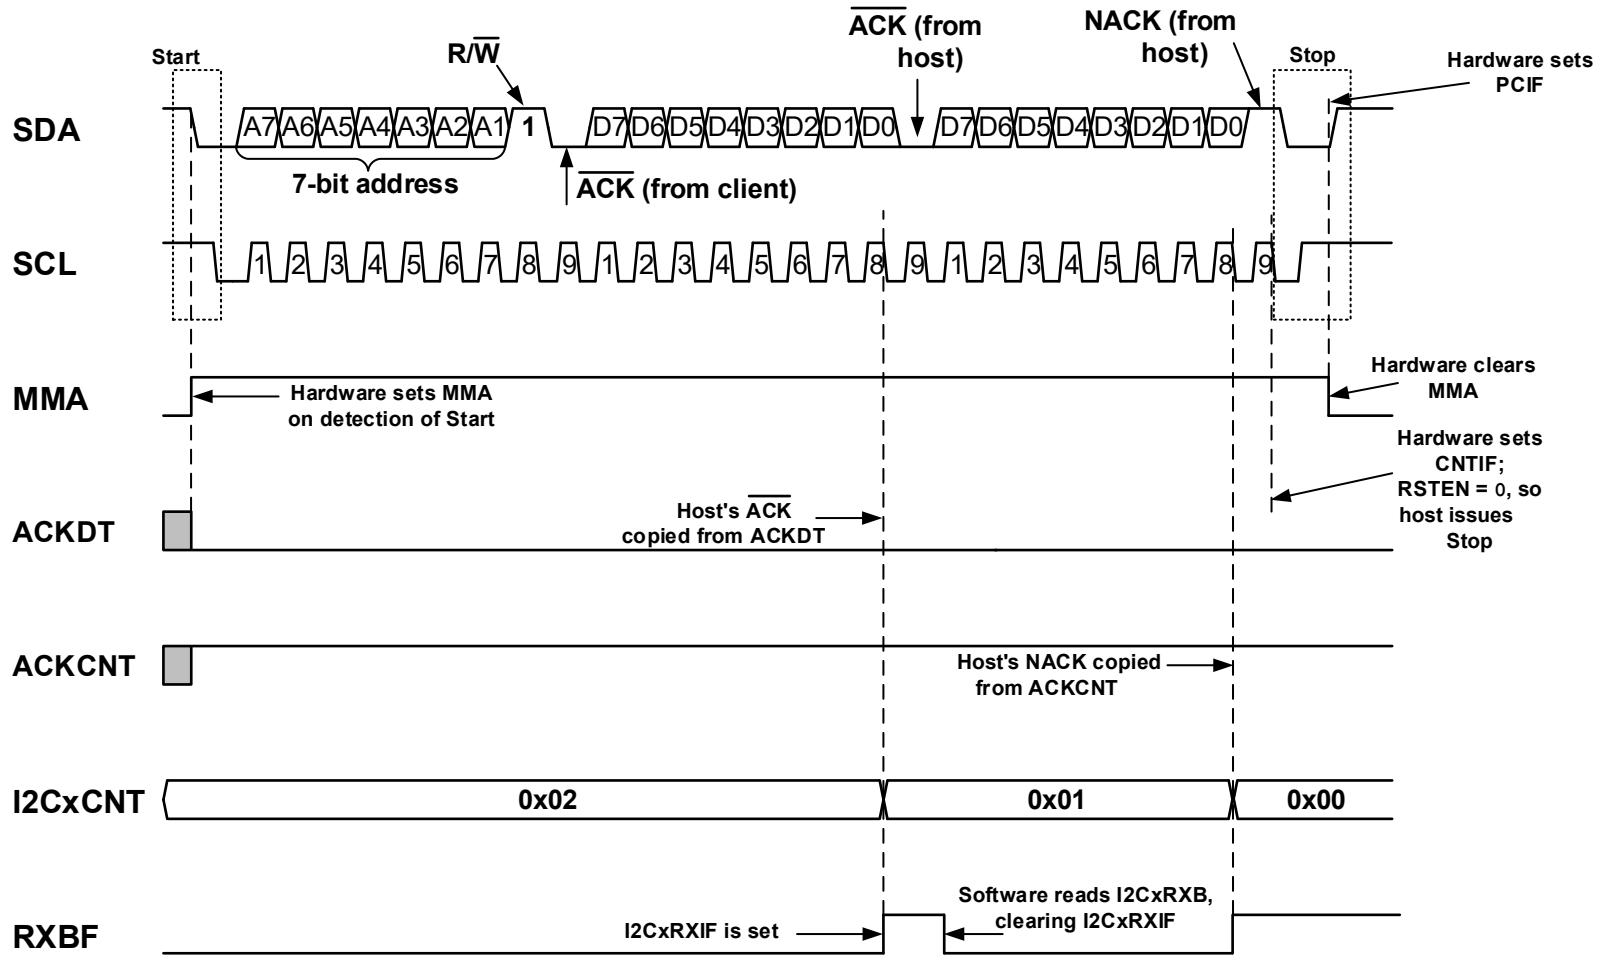 ACK (from
host)
NACK (from
host)
Start
R/W
Stop
Hardware sets
PCIF
SDA
A7 A6 A5 A4 A3 A2 A1 1 D7 D6 D5 D4 D3 D2 D1 D0 D7 D6 D5 D4 D3 D2 D1 D0
7-bit address
ACK (from client)
SCL
1 2 3 4 5 6 7 8 9 1 2 3 4 5 6 7 8 9 1 2 3 4 5 6 7 8 9
MMA
Hardware sets MMA
on detection of Start
Hardware clears
MMA
Hardware sets
CNTIF;
RSTEN = 0, so
host issues
Stop
ACKDT
Host's ACK
copied from ACKDT
ACKCNT
Host's NACK copied
from ACKCNT
I2CxCNT
0x02
0x01
0x00
RXBF
I2CxRXIF is set
Software reads I2CxRXB,
clearing I2CxRXIF